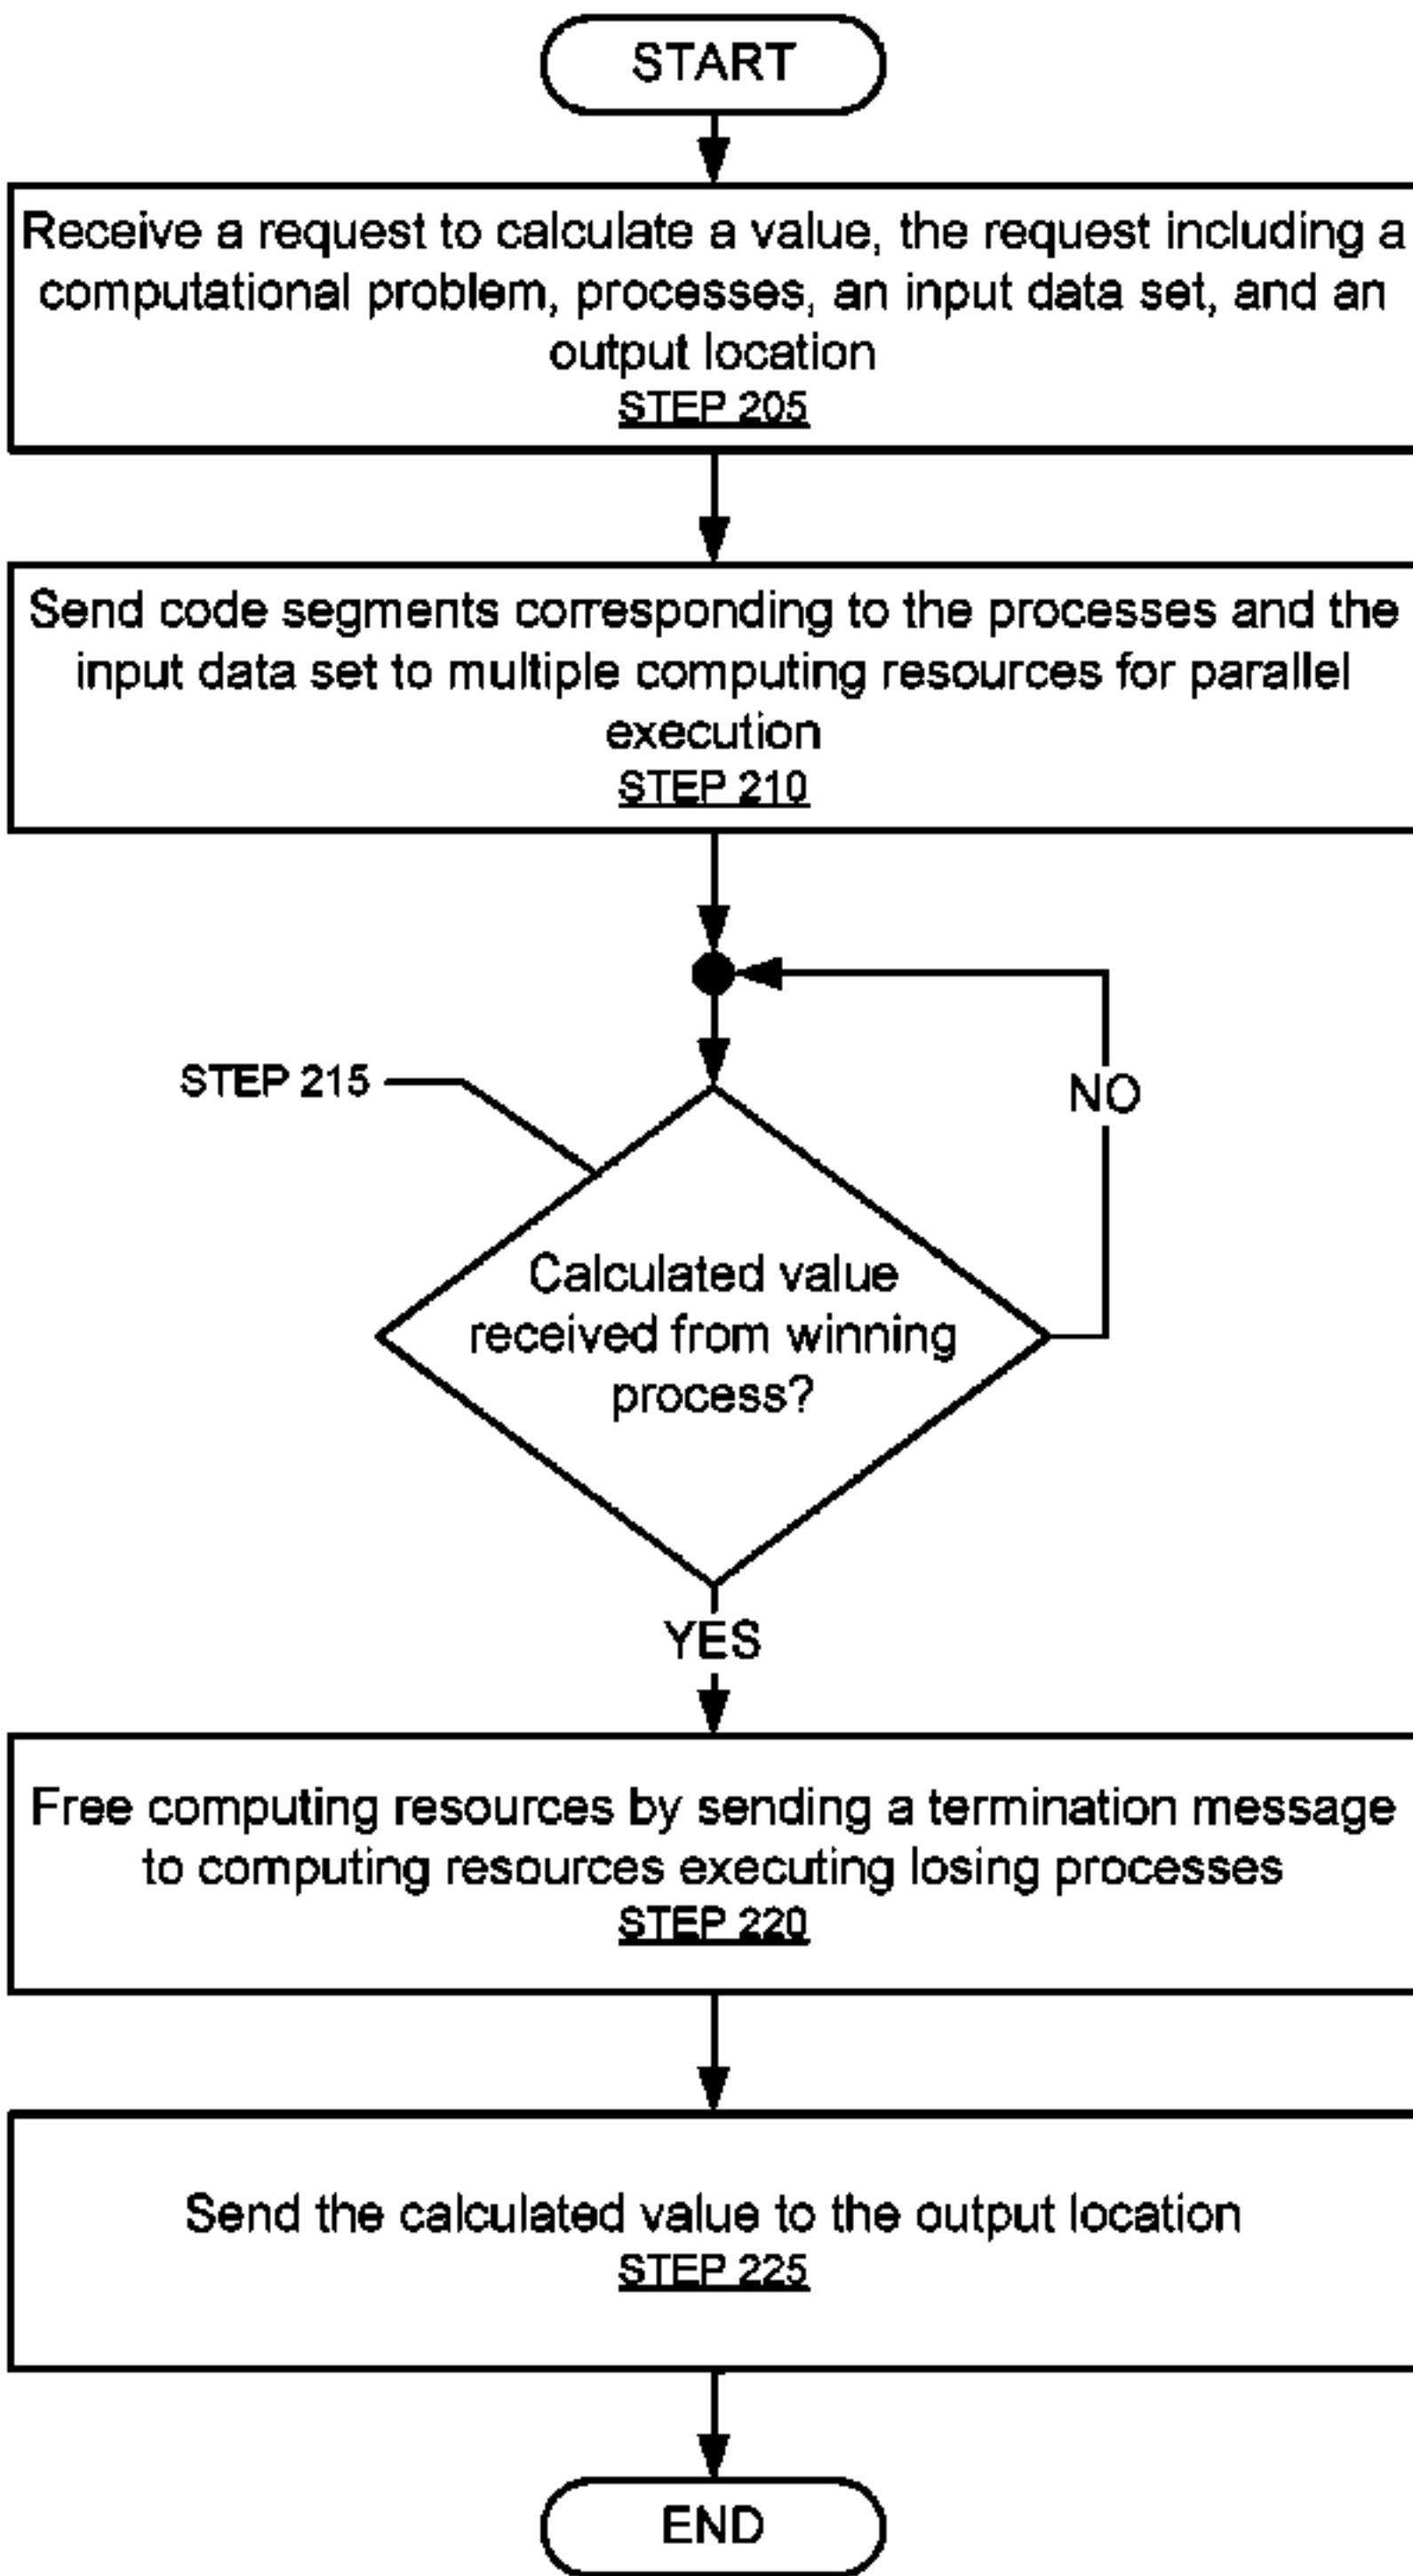 START
Receive a request to calculate a value, the request including a
computational problem, processes, an input data set, and an
output location
STEP 205
Send code segments corresponding to the processes and the
input data set to multiple computing resources for parallel
execution
STEP 210
STEP 215
NO
Calculated value
received from winning
process?
YES
Free computing resources by sending a termination message
to computing resources executing losing processes
STEP 220
Send the calculated value to the output location
STEP 225
END